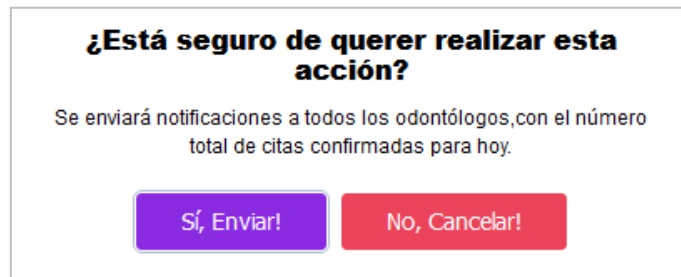 ¿Está seguro de querer realizar esta
acción?
Se enviará notificaciones a todos los odontólogos,con el número
total de citas confirmadas para hoy.
Sí, Enviar!
No, Cancelar!